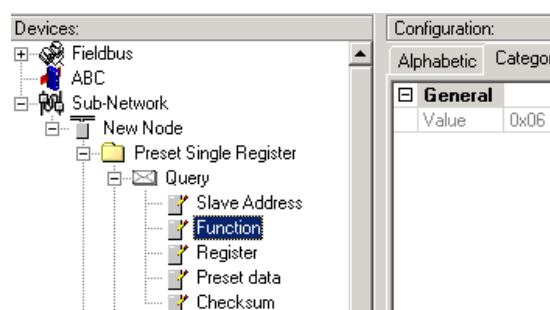 Devices:
Fieldbus
ABC
Sub-Network
New Node
Preset Single Register
Query
Slave Address
Function
Register
Preset data
Checksum
Configuration:
Alphabetic Categor
General
Value 0x06